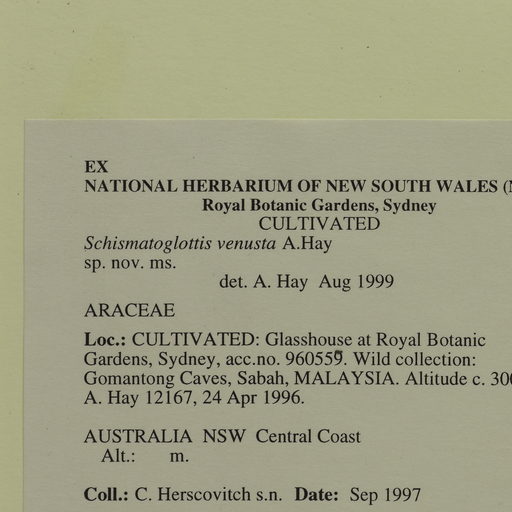 EX
NATIONAL HERBARIUM OF NEW SOUTH WALES (
Royal Botanic Gardens, Sydney
CULTIVATED
Schismatoglottis venusta A.Hay
sp. nov. ms.
det. A. Hay Aug 1999
ARACEAE
Loc.: CULTIVATED: Glasshouse at Royal Botanic
Gardens, Sydney, acc.no. 960559. Wild collection:
Gomantong Caves, Sabah, MALAYSIA. Altitude c.
A. Hay 12167, 24 Apr 1996.
AUSTRALIA NSW Central Coast
Alt.: m.
Coll.: C. Herscovitch s.n. Date: Sep 1997